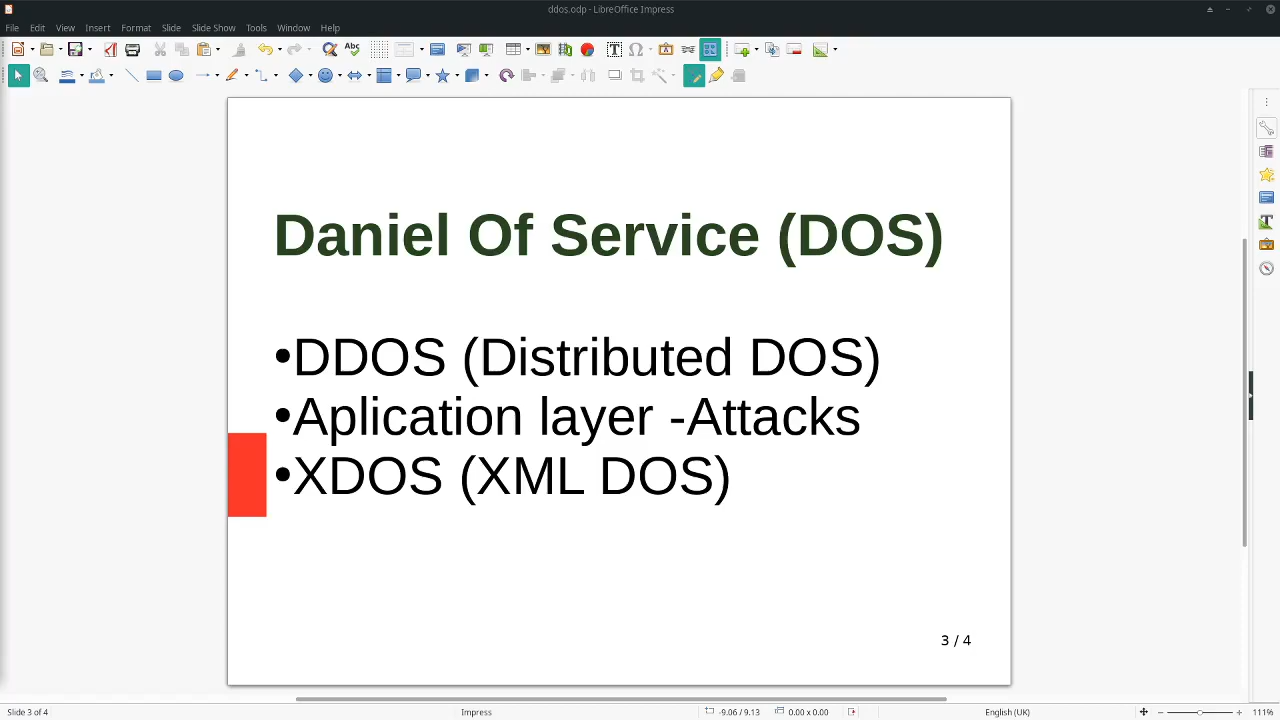 ddos.odp - LibreOffice Impress
File Edit View Insert Format Slide Slide Show Tools Window Help
Daniel Of Service (DOS)
•DDOS (Distributed DOS)
•Aplication layer -Attacks
•XDOS (XML DOS)
3 / 4
Slide 3 of 4 Impress -9.06 / 9.13 0.00 x 0.00 English (UK) 111%